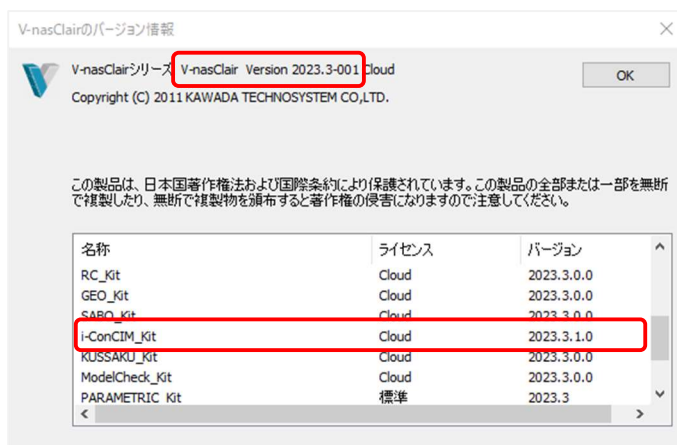 V-nasClairのバージョン情報
V-nasClairシリーズ V-nasClair Version 2023.3-001 Cloud
OK
Copyright (C) 2011 KAWADA TECHNOSYSTEM CO,LTD.
この製品は、日本国著作権法および国際条約により保護されています。この製品の全部または一部を無断
で複製したり、無断で複製物を頒布すると著作権の侵害になりますのでご注意してください。
名称 ライセンス バージョン
RC_Kit Cloud 2023.3.0.0
GEO_Kit Cloud 2023.3.0.0
SABO_Kit Cloud 2023.3.0.0
i-ConCIM_Kit Cloud 2023.3.1.0
KUSSAKU_Kit Cloud 2023.3.0.0
ModelCheck_Kit Cloud 2023.3.0.0
PARAMETRIC_Kit 標準 2023.3